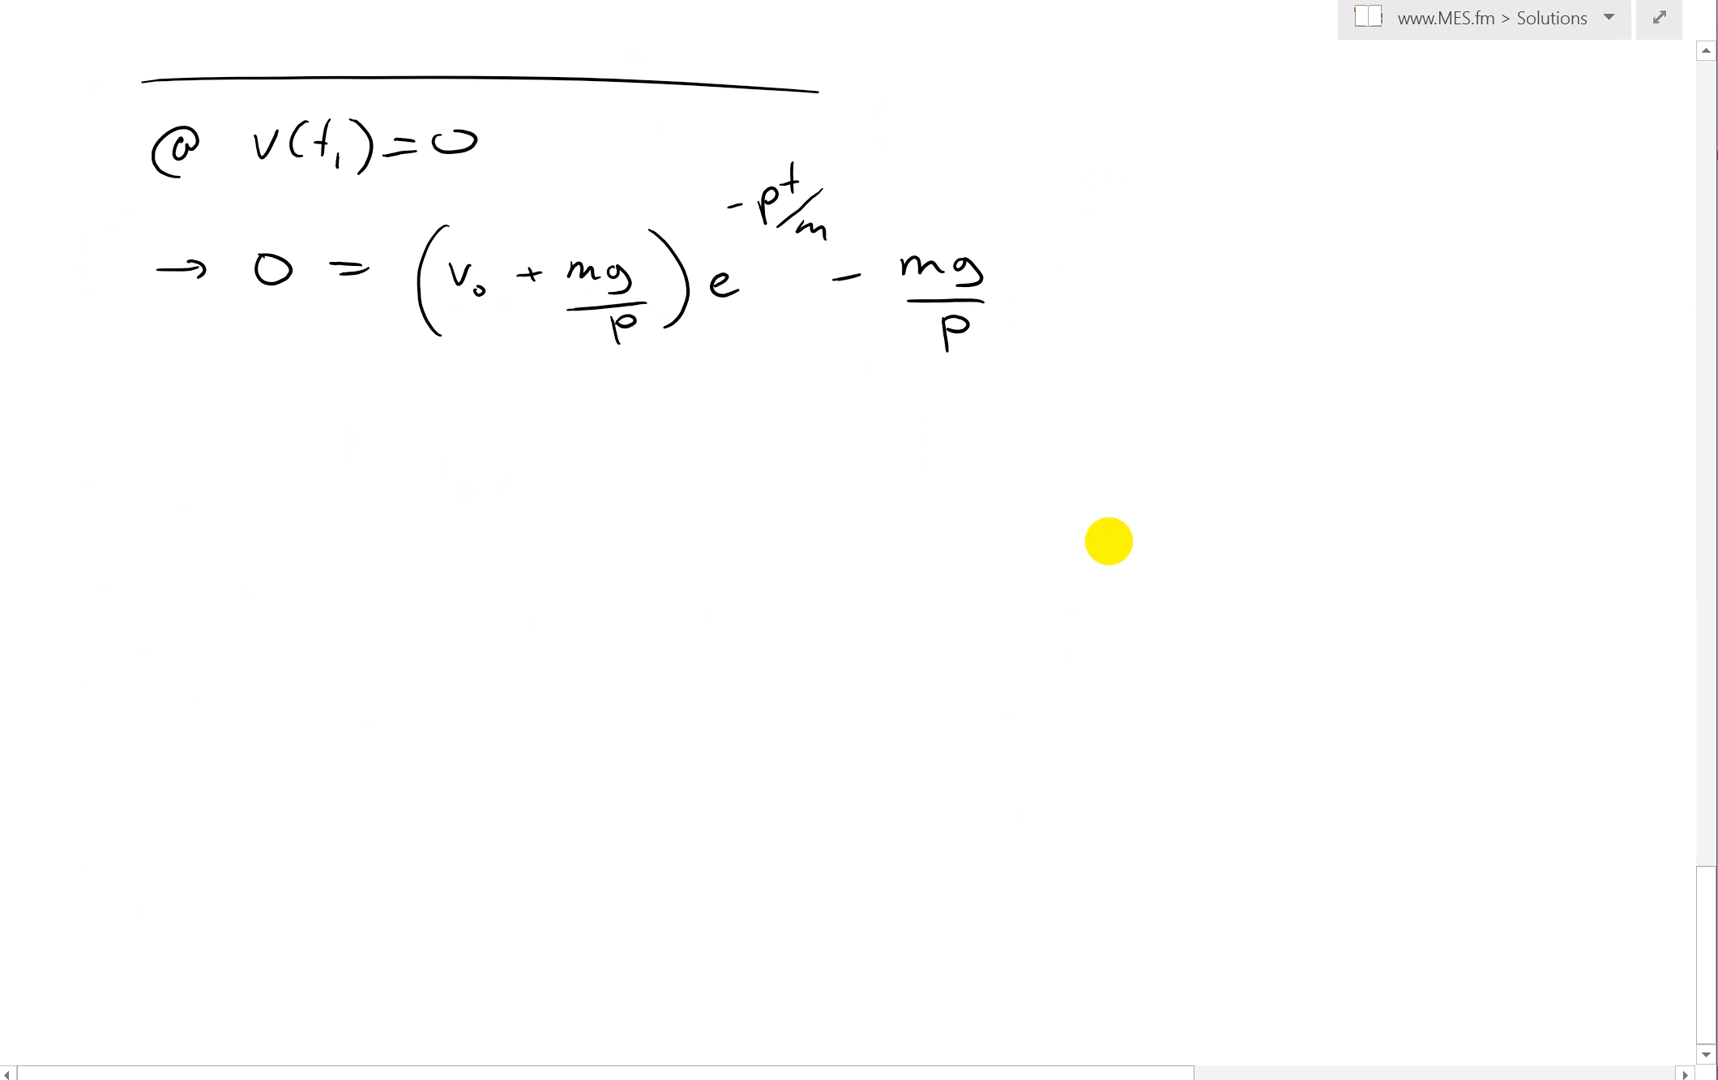 www.MES.fm > Solutions
@ v(t₁) = 0
→ 0 = (v₀ + mg/p) e^(-pt/m) - mg/p